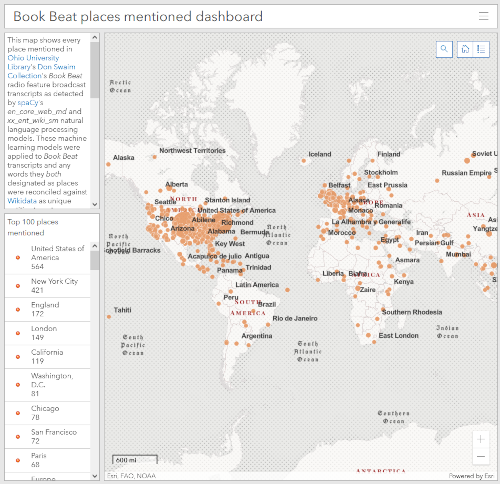 Book Beat places mentioned dashboard
This map shows every
place mentioned in
Ohio University
Library's Don Swaim
Collection's Book Beat
radio feature broadcast
transcripts as detected
by spaCy's
en_core_web_md and
xx_ent_wiki_sm natural
language processing
models. These machine
learning models were
applied to Book Beat
transcripts and any
words they both
designated as places
were reconciled against
Wikidata as unique
Top 100 places
mentioned
United States of
America
564
New York City
421
England
172
London
149
California
119
Washington,
D.C.
81
Chicago
78
San Francisco
72
Paris
68
Europe
Arctic
Ocean
Alaska
Northwest Territories
Iceland
Finland
Soviet U
Stockholm
Russian Empire
Alberta
Belfast
East Prussia
Seattle
NORTH
Staten Island
Alsace
Romania
United States of America
Monaco
ASIA
Chico
Abilene
Richmond
La Alhambra y Generalife
Arizona
Alabama
Bermuda
Morocco
Iran
Yangtze
North
Pacific
Ocean
Key West
North
Atlantic
Ocean
Egypt
Persian Gulf
Mumbai
Acapulco de julio
Antigua
Asmara
Panama
Trinidad
Liberia
AFRICA
Kenya
Latin America
Zaire
Peru
SOUTH
AMERICA
Brazil
Tahiti
Rio de Janeiro
Southern Rhodesia
South
Pacific
Ocean
Argentina
South
Atlantic
Ocean
East London
Indian
Ocean
Southern
Ocean
600 mi
ANTARCTICA
Esri, FAO, NOAA
Powered by Esri